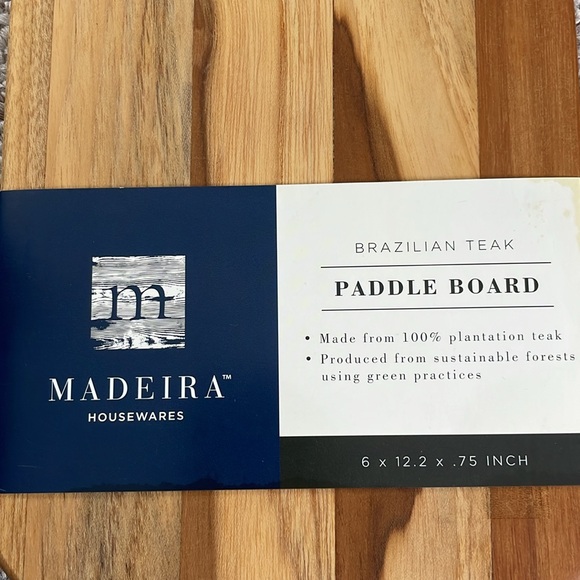 m
MADEIRA™
HOUSEWARES
BRAZILIAN TEAK
PADDLE BOARD
• Made from 100% plantation teak
• Produced from sustainable forests
using green practices
6 x 12.2 x .75 INCH